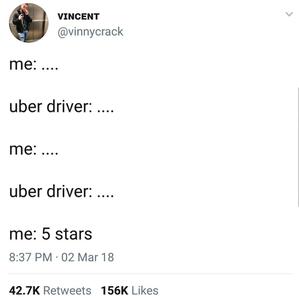 VINCENT
@vinnycrack
me: ....
uber driver: ....
me: ....
uber driver: ....
me: 5 stars
8:37 PM · 02 Mar 18
42.7K Retweets 156K Likes